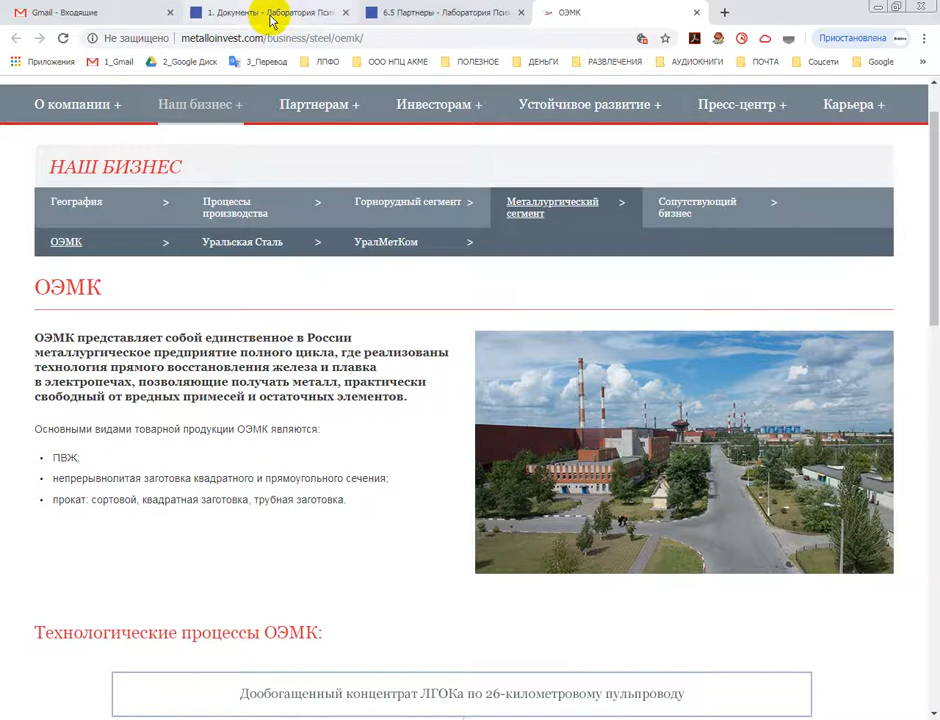 Gmail - Входящие
1. Документы - Лаборатория Пси
6.5 Партнеры - Лаборатория Пси
ОЭМК
Не защищено
metalloinvest.com/business/steel/oemk/
Приостановлена
Приложения
1_Gmail
2_Google Диск
3_Перевод
ЛПФО
ООО НПЦ АКМЕ
ПОЛЕЗНОЕ
ДЕНЬГИ
РАЗВЛЕЧЕНИЯ
АУДИОКНИГИ
ПОЧТА
Соцсети
Google
»
О компании +
Наш бизнес +
Партнерам +
Инвесторам +
Устойчивое развитие +
Пресс-центр +
Карьера +
НАШ БИЗНЕС
География >
Процессы производства >
Горнорудный сегмент >
Металлургический сегмент >
Сопутствующий бизнес >
ОЭМК >
Уральская Сталь >
УралМетКом >
ОЭМК
ОЭМК представляет собой единственное в России
металлургическое предприятие полного цикла, где реализованы
технология прямого восстановления железа и плавка
в электропечах, позволяющие получать металл, практически
свободный от вредных примесей и остаточных элементов.
Основными видами товарной продукции ОЭМК являются:
• ПВЖ;
• непрерывнолитая заготовка квадратного и прямоугольного сечения;
• прокат: сортовой, квадратная заготовка, трубная заготовка.
Технологические процессы ОЭМК:
Дообогащенный концентрат ЛГОКа по 26-километровому пульпроводу